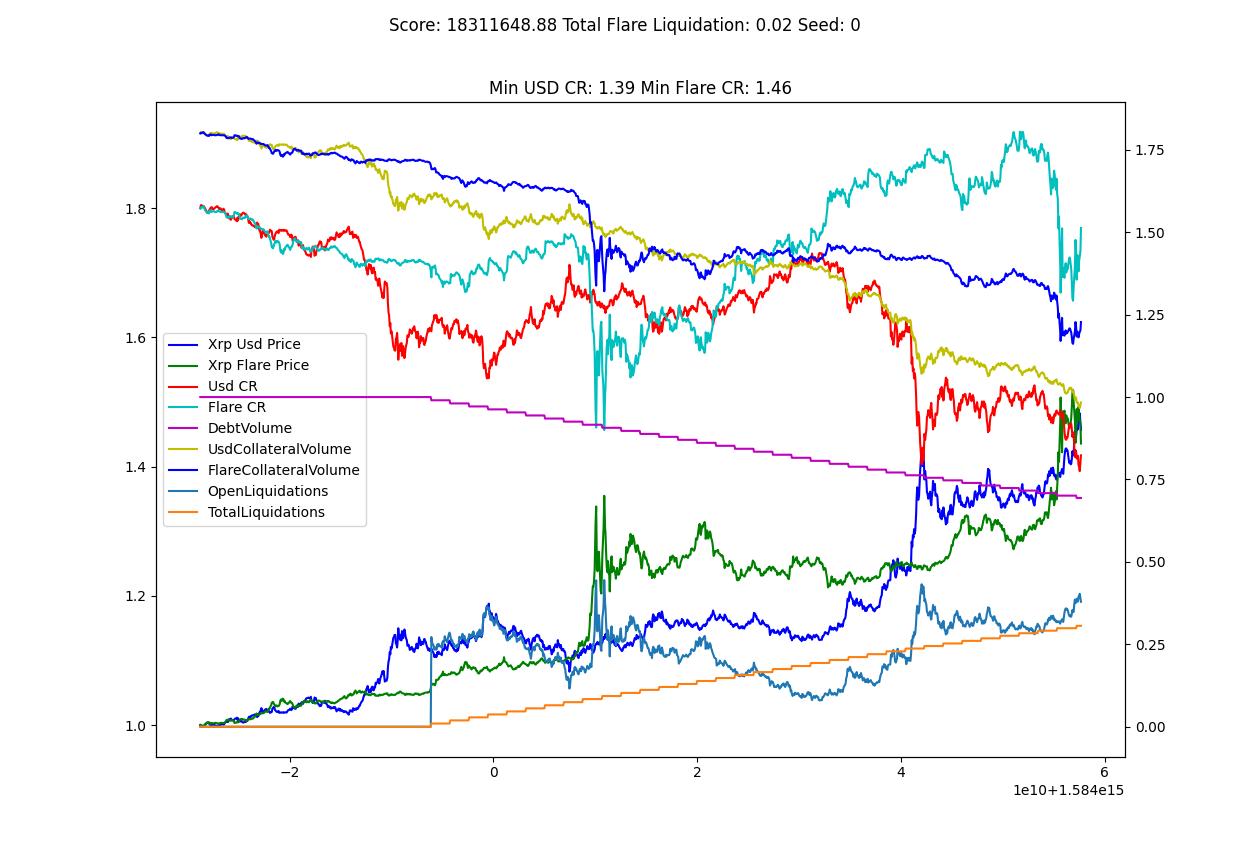 Score: 18311648.88 Total Flare Liquidation: 0.02 Seed: 0
Min USD CR: 1.39 Min Flare CR: 1.46
1.8
1.6
1.4
1.2
1.0
1.75
1.50
1.25
1.00
0.75
0.50
0.25
0.00
Xrp Usd Price
Xrp Flare Price
Usd CR
Flare CR
DebtVolume
UsdCollateralVolume
FlareCollateralVolume
OpenLiquidations
TotalLiquidations
−2
0
2
4
6
1e10+1.584e15